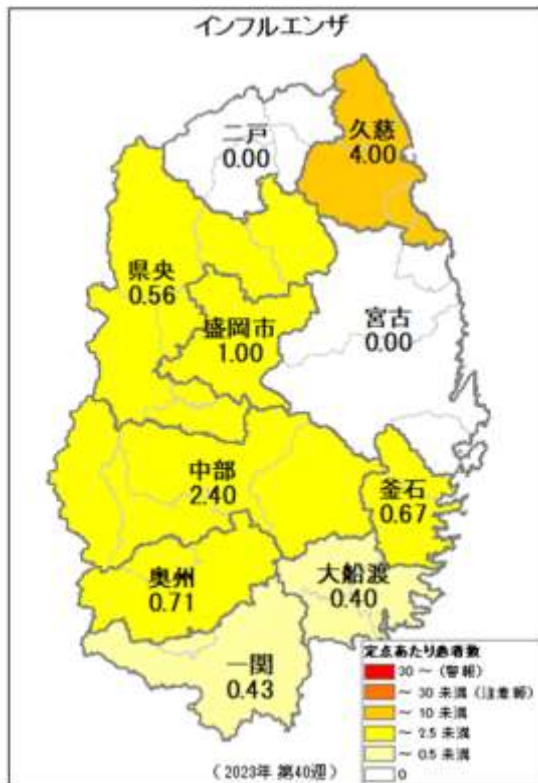 インフルエンザ
二戸
0.00
久慈
4.00
県央
0.56
盛岡市
1.00
宮古
0.00
中部
2.40
釜石
0.67
奥州
0.71
大船渡
0.40
一関
0.43
定点あたり患者数
30 ～ (警報)
～ 30 未満 (注意報)
～ 10 未満
～ 2.5 未満
～ 0.5 未満
0
(2023年 第40週)